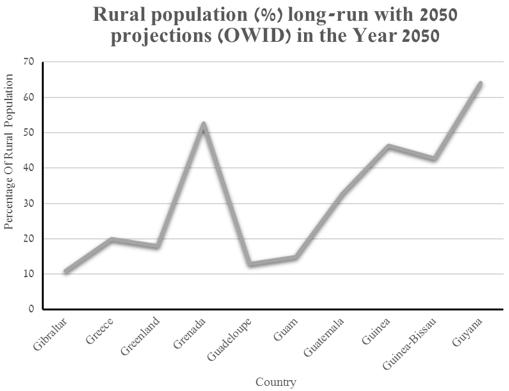 Rural population (%) long-run with 2050
projections (OWID) in the Year 2050
Percentage Of Rural Population
70
60
50
40
30
20
10
0
Gibraltar
Greece
Greenland
Grenada
Guadeloupe
Guam
Guatemala
Guinea
Guinea-Bissau
Guyana
Country